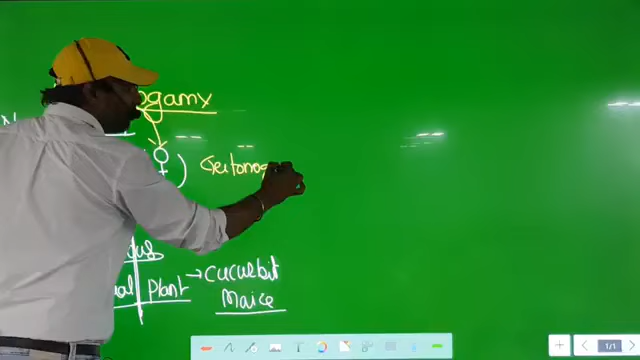 ogamy
Geitonog
Plant → Cucurbit
Maize
1/1